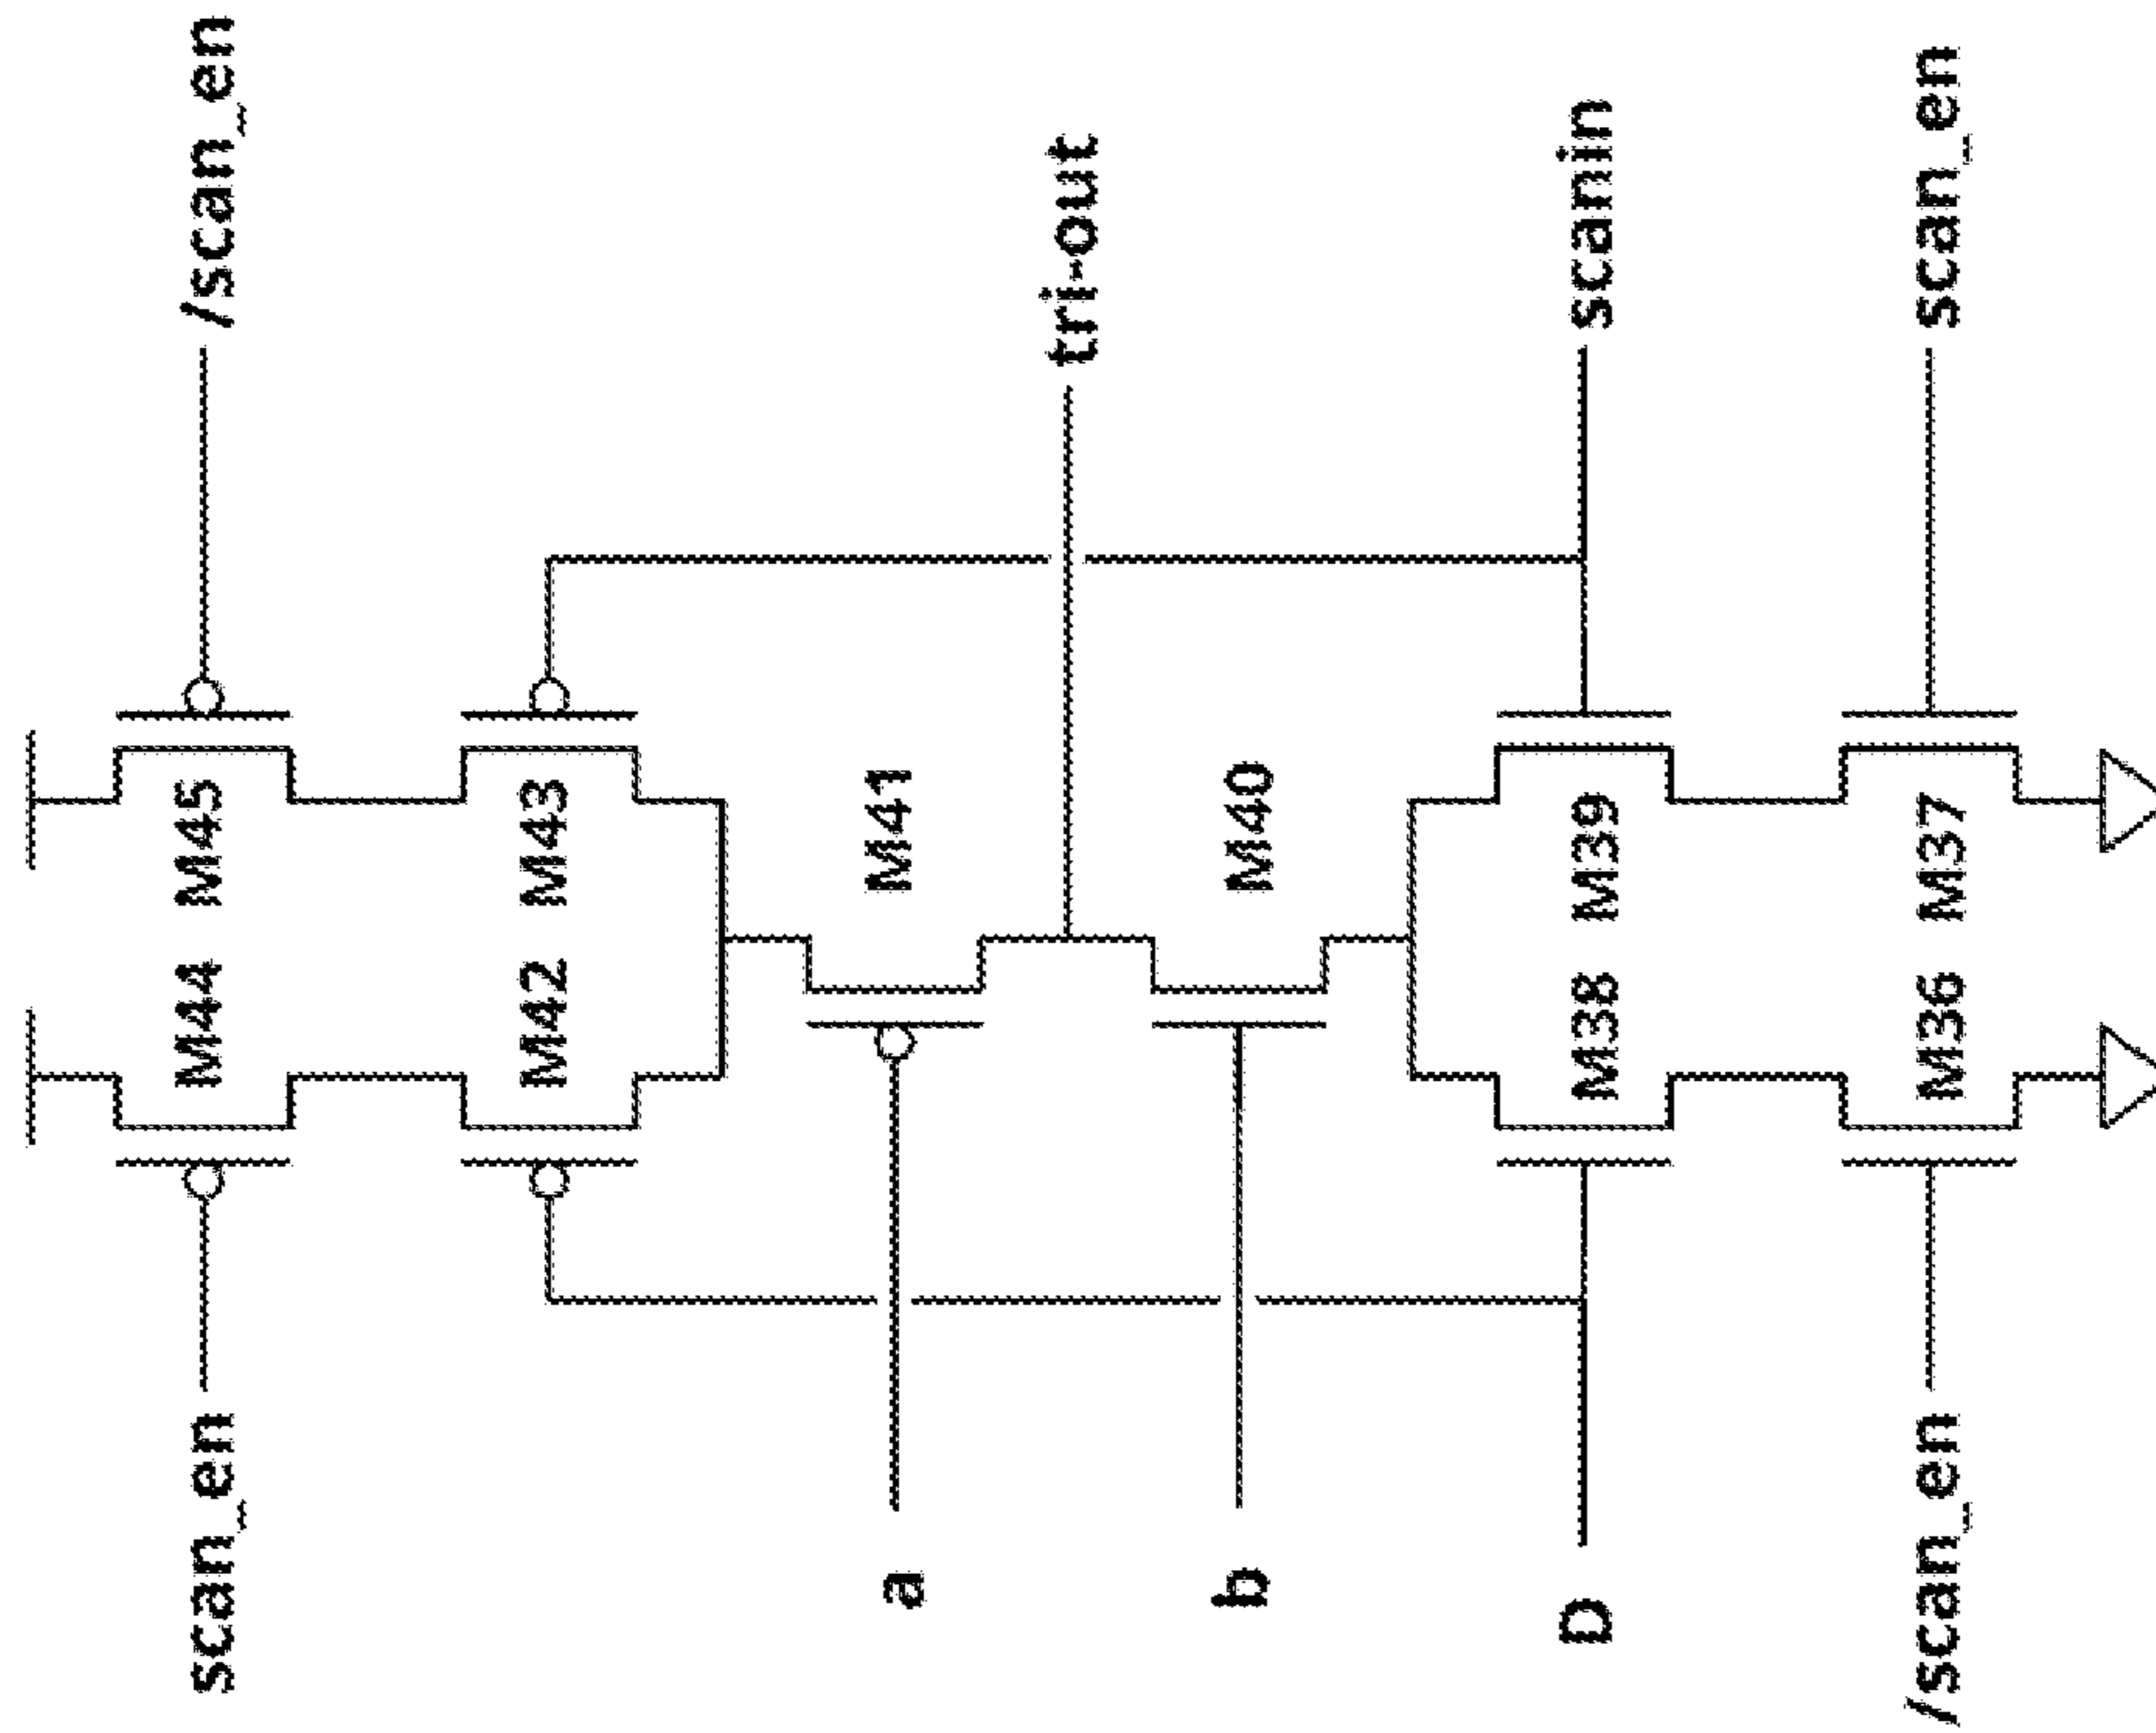 scan_en
M44
M45
/scan_en
M42
M43
a
M41
tri-out
b
M40
D
M38
M39
scanin
/scan_en
M36
M37
scan_en